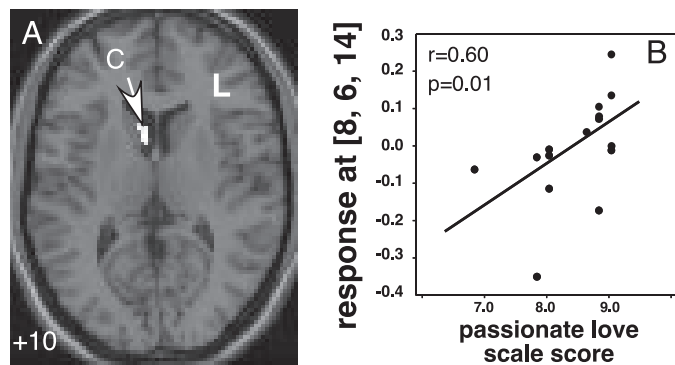 A
C
L
+10
B
r=0.60
p=0.01
response at [8, 6, 14]
0.3
0.2
0.1
0.0
-0.1
-0.2
-0.3
-0.4
7.0 8.0 9.0
passionate love
scale score